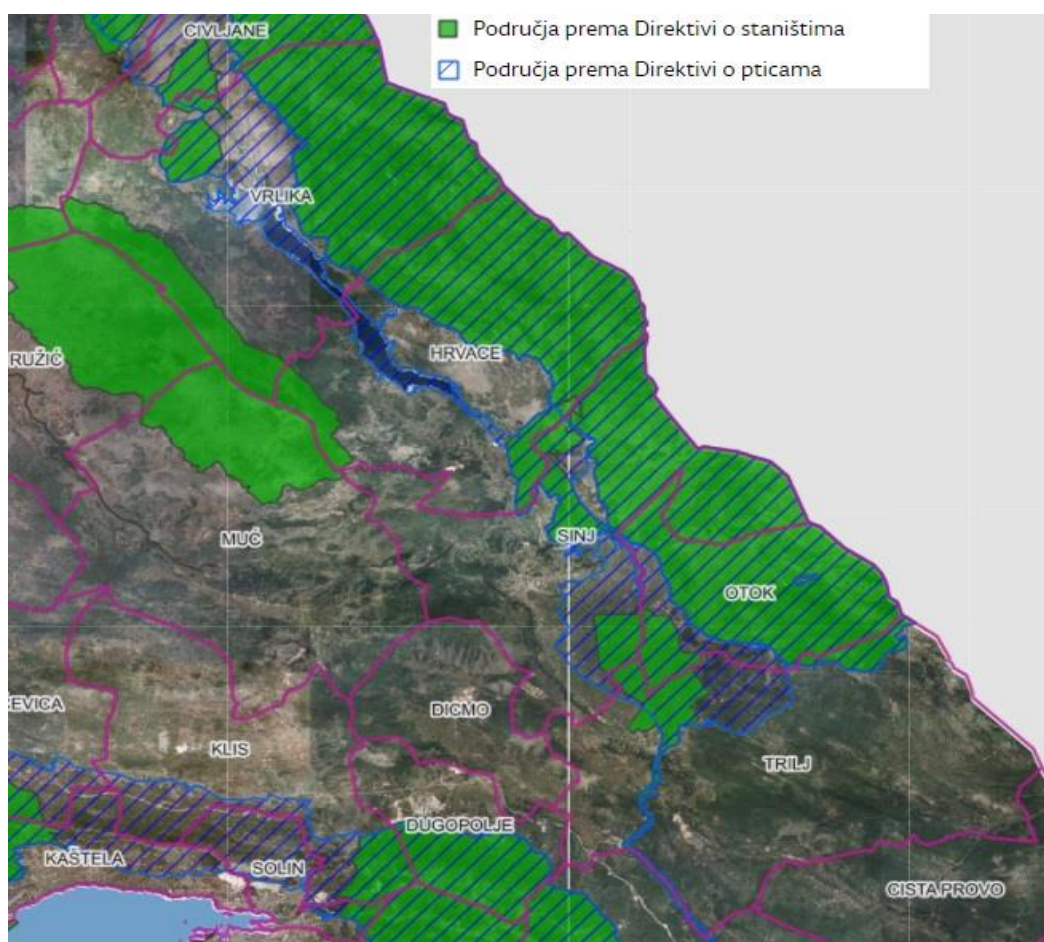 CIVLJANE
Područja prema Direktivi o staništima
Područja prema Direktivi o pticama
VRLIKA
HRVACE
RUŽIĆ
MUĆ
SINJ
OTOK
DICMO
KLIS
TRILJ
DUGOPOLJE
KAŠTELA
SOLIN
CISTA PROVO